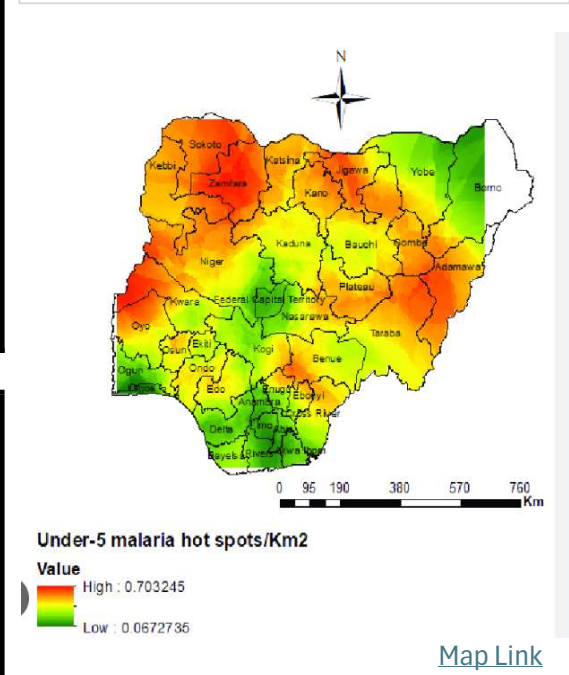 N
Sokoto
Katsina
Kebbi
Jigawa
Yobe
Zamfara
Borno
Kano
Kaduna
Bauchi
Gombe
Niger
Adamawa
Plateau
Kwara Federal Capital Territory
Nasarawa
Oyo
Taraba
Kogi
Osun Ekiti
Benue
Ogun
Ondo
Edo
Enugu
Ebonyi
Anambra
Cross River
Delta
Imo
Bayelsa Rivers Akwa Ibom
0 95 190 380 570 760
Km
Under-5 malaria hot spots/Km2
Value
High : 0.703245
Low : 0.0672735
Map Link